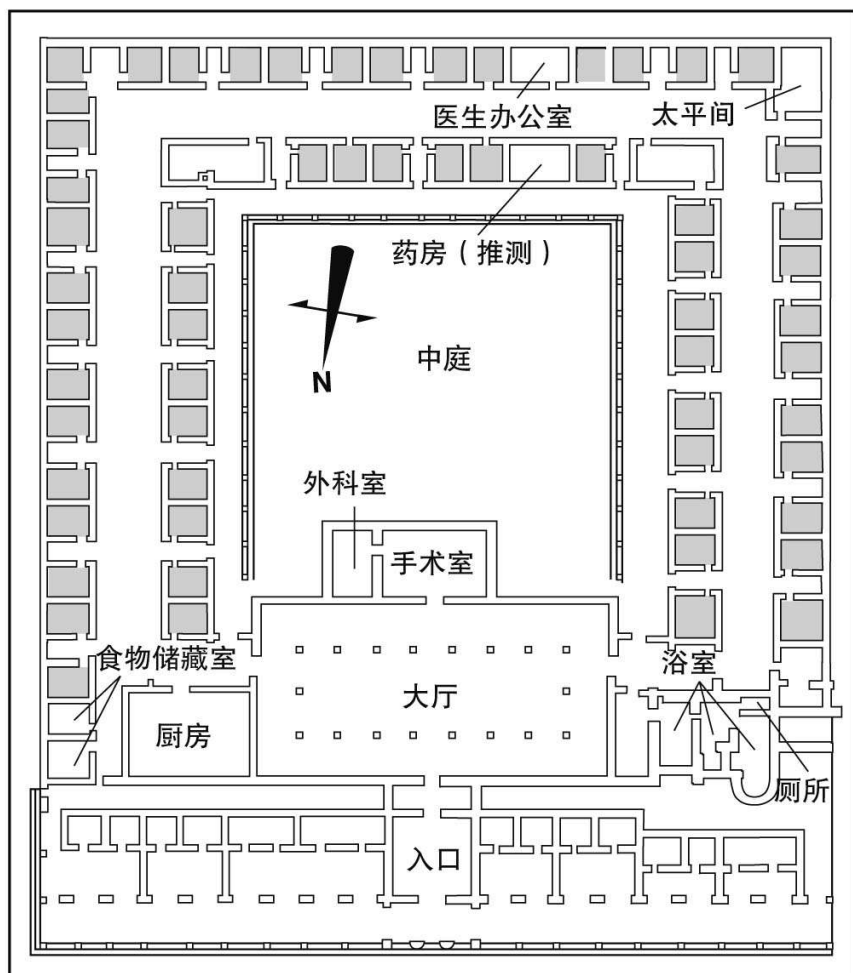 医生办公室
太平间
药房（推测）
N
中庭
外科室
手术室
食物储藏室
浴室
大厅
厨房
厕所
入口